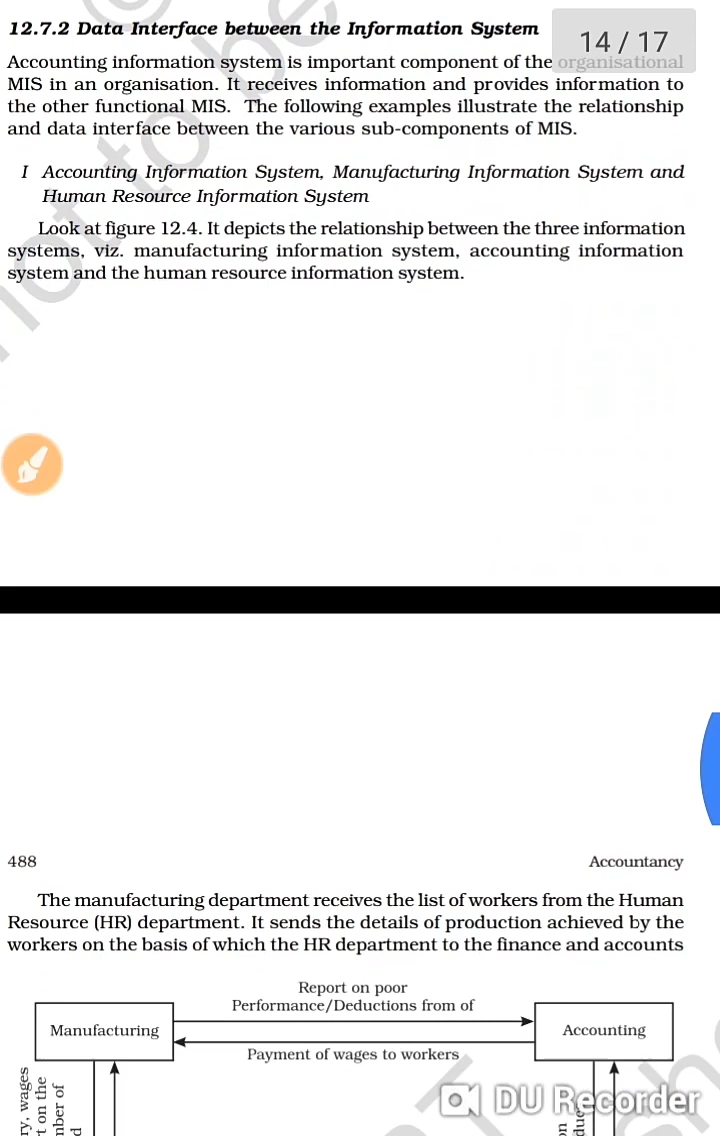 12.7.2 Data Interface between the Information System
14 / 17
Accounting information system is important component of the organisational
MIS in an organisation. It receives information and provides information to
the other functional MIS. The following examples illustrate the relationship
and data interface between the various sub-components of MIS.
I Accounting Information System, Manufacturing Information System and
Human Resource Information System
Look at figure 12.4. It depicts the relationship between the three information
systems, viz. manufacturing information system, accounting information
system and the human resource information system.
not to be
488
Accountancy
The manufacturing department receives the list of workers from the Human
Resource (HR) department. It sends the details of production achieved by the
workers on the basis of which the HR department to the finance and accounts
Report on poor
Performance/Deductions from of
Manufacturing
Accounting
Payment of wages to workers
wages
on the
DU Recorder